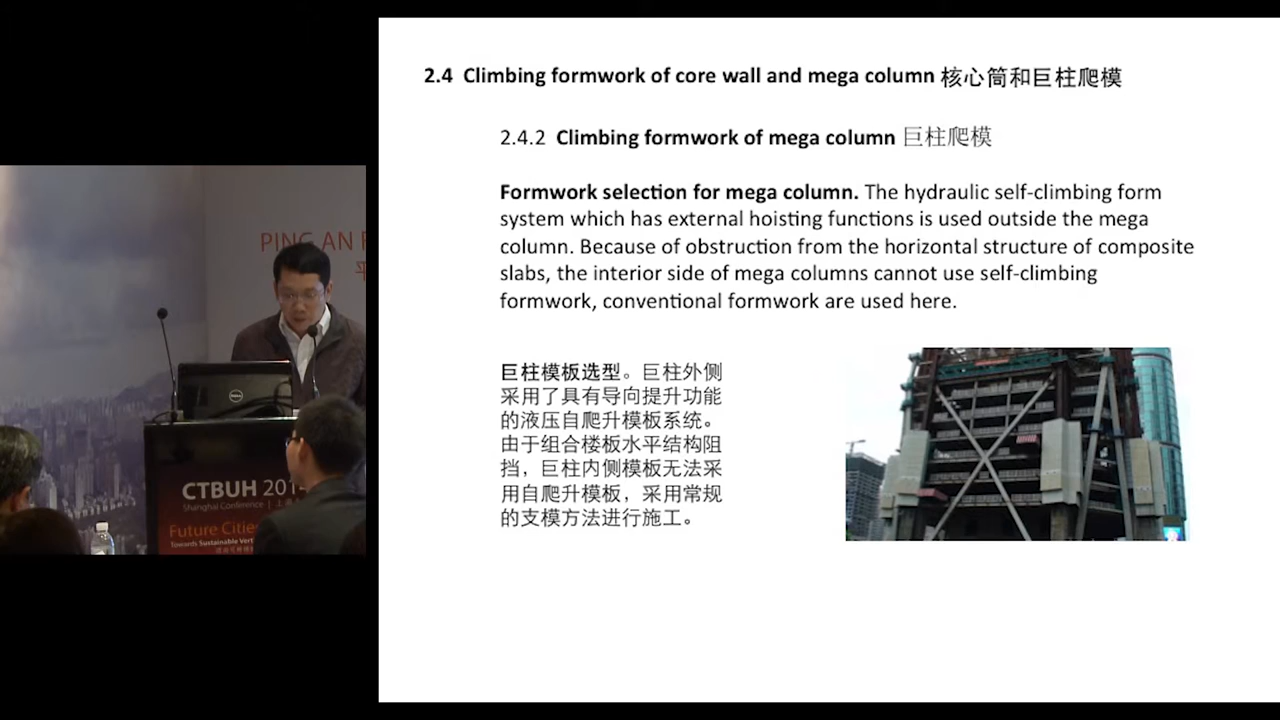 2.4 Climbing formwork of core wall and mega column 核心筒和巨柱爬模
2.4.2 Climbing formwork of mega column 巨柱爬模
Formwork selection for mega column. The hydraulic self-climbing form
system which has external hoisting functions is used outside the mega
column. Because of obstruction from the horizontal structure of composite
slabs, the interior side of mega columns cannot use self-climbing
formwork, conventional formwork are used here.
巨柱模板选型。巨柱外侧
采用了具有导向提升功能
的液压自爬升模板系统。
由于组合楼板水平结构阻
挡，巨柱内侧模板无法采
用自爬升模板，采用常规
的支模方法进行施工。
PING AN
DELL
CTBUH 2014
Shanghai Conference
Future Cities
Towards Sustainable Vert